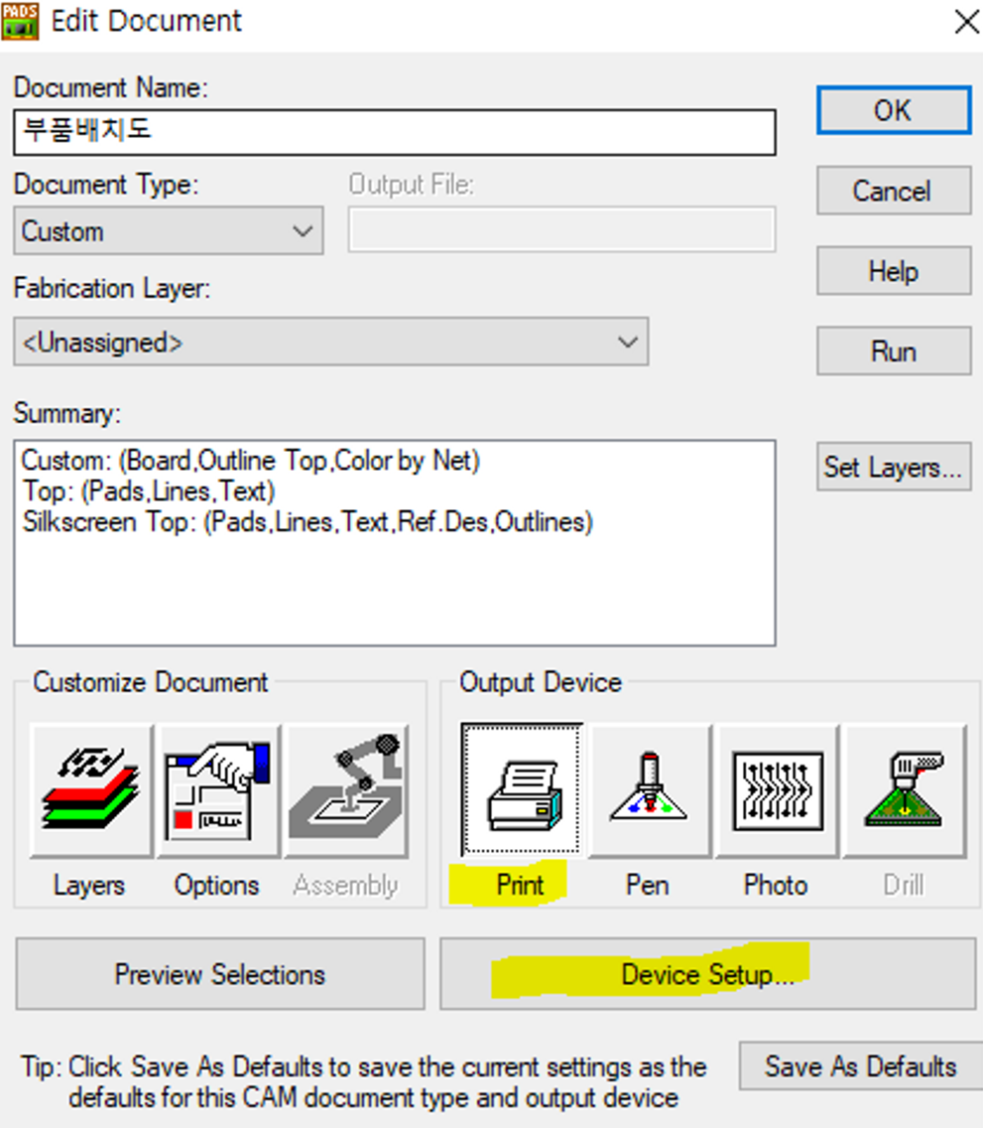 PADS
Edit Document
Document Name:
부품배치도
OK
Document Type:
Output File:
Custom
Cancel
Fabrication Layer:
Help
<Unassigned>
Run
Summary:
Custom: (Board,Outline Top,Color by Net)
Top: (Pads,Lines,Text)
Silkscreen Top: (Pads,Lines,Text,Ref.Des,Outlines)
Set Layers...
Customize Document
Output Device
Layers
Options
Assembly
Print
Pen
Photo
Drill
Preview Selections
Device Setup...
Tip: Click Save As Defaults to save the current settings as the
defaults for this CAM document type and output device
Save As Defaults